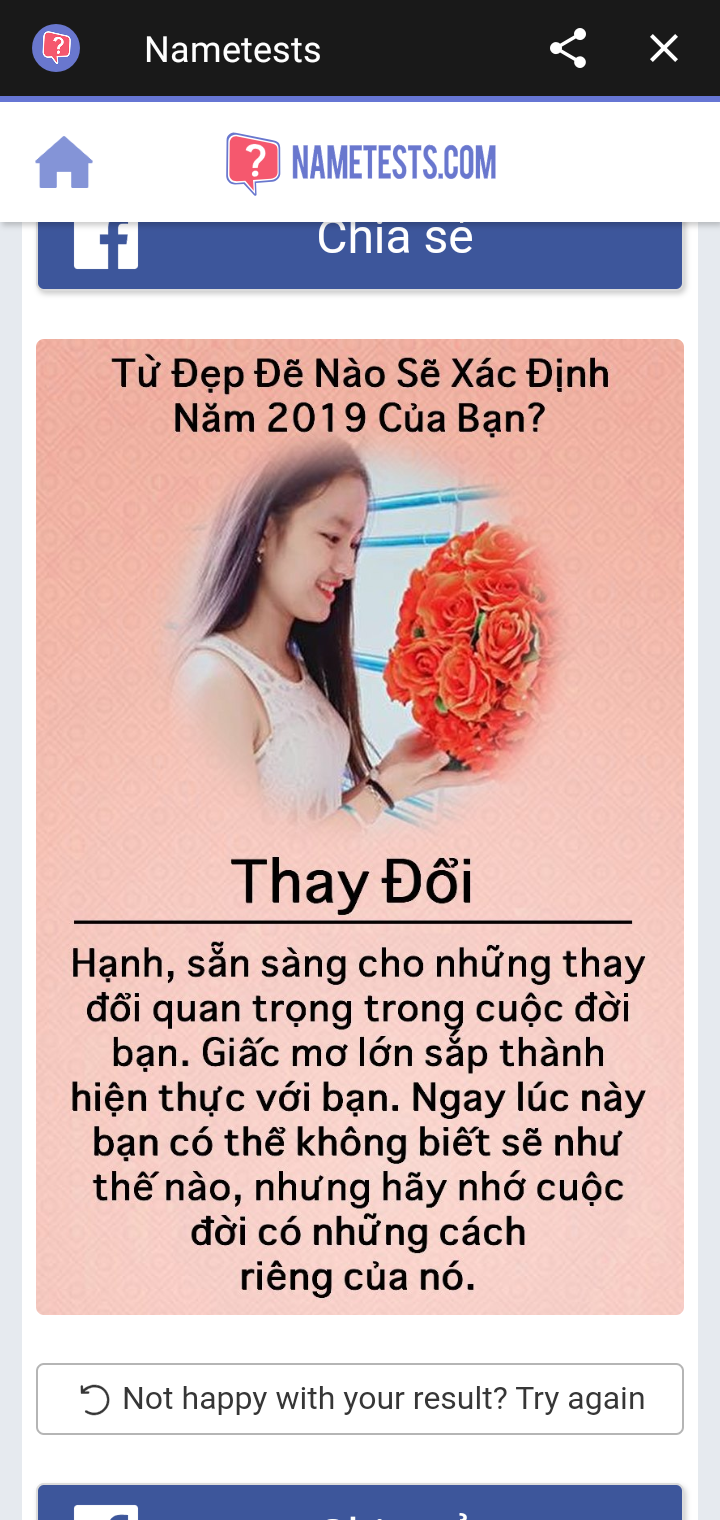 Nametests
NAMETESTS.COM
Chia sẻ
Từ Đẹp Đẽ Nào Sẽ Xác Định
Năm 2019 Của Bạn?
Thay Đổi
Hạnh, sẵn sàng cho những thay
đổi quan trọng trong cuộc đời
bạn. Giấc mơ lớn sắp thành
hiện thực với bạn. Ngay lúc này
bạn có thể không biết sẽ như
thế nào, nhưng hãy nhớ cuộc
đời có những cách
riêng của nó.
Not happy with your result? Try again